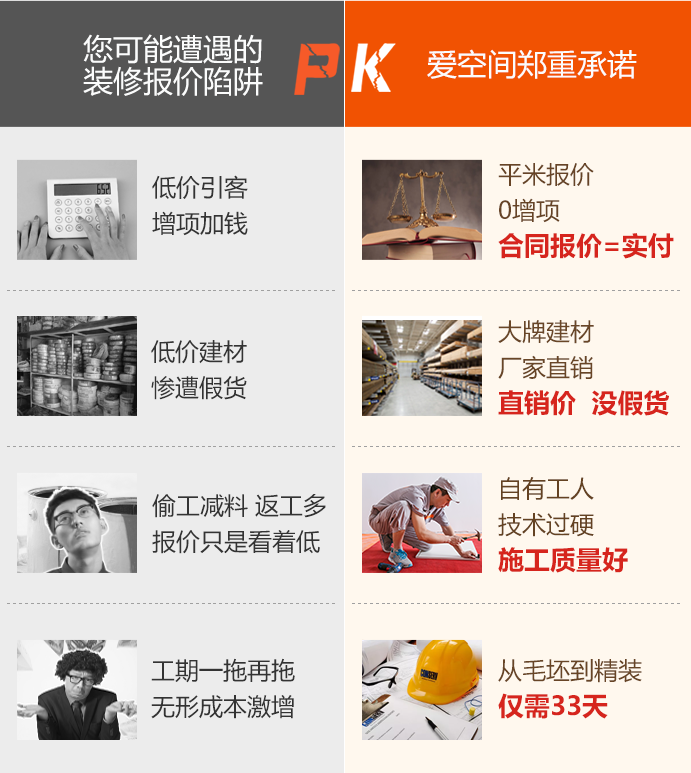 您可能遭遇的
装修报价陷阱
PK
爱空间郑重承诺
低价引客
增项加钱
平米报价
0增项
合同报价=实付
低价建材
惨遭假货
大牌建材
厂家直销
直销价 没假货
偷工减料 返工多
报价只是看着低
自有工人
技术过硬
施工质量好
工期一拖再拖
无形成本激增
从毛坯到精装
仅需33天